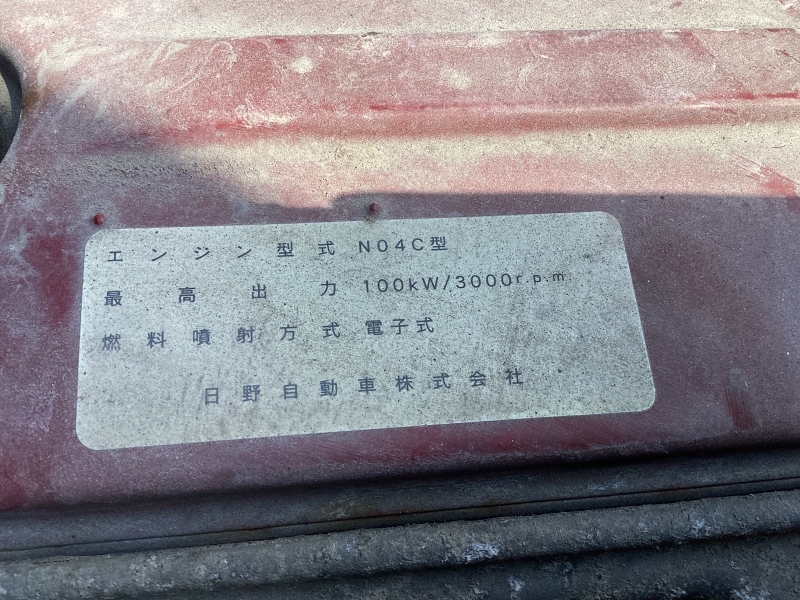 エンジン型式 N04C型
最高出力 100kW/3000r.p.m.
燃料噴射方式 電子式
日野自動車株式会社